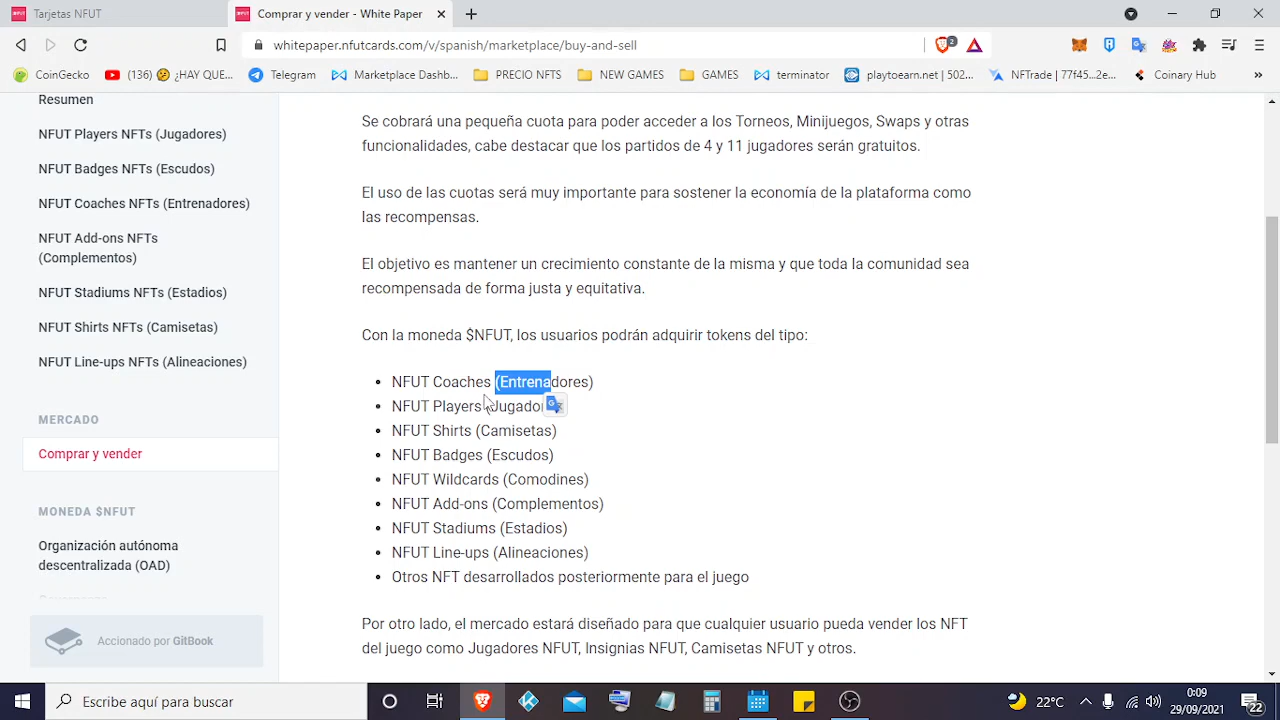 Tarjetas NFUT
Comprar y vender - White Paper
whitepaper.nfutcards.com/v/spanish/marketplace/buy-and-sell
2
CoinGecko
(136) ¿HAY QUE...
Telegram
Marketplace Dashb...
PRECIO NFTS
NEW GAMES
GAMES
terminator
playtoearn.net | 502...
NFTrade | 77f45...2e...
Coinary Hub
»
Resumen
NFUT Players NFTs (Jugadores)
NFUT Badges NFTs (Escudos)
NFUT Coaches NFTs (Entrenadores)
NFUT Add-ons NFTs
(Complementos)
NFUT Stadiums NFTs (Estadios)
NFUT Shirts NFTs (Camisetas)
NFUT Line-ups NFTs (Alineaciones)
MERCADO
Comprar y vender
MONEDA $NFUT
Organización autónoma
descentralizada (OAD)
Accionado por GitBook
Se cobrará una pequeña cuota para poder acceder a los Torneos, Minijuegos, Swaps y otras
funcionalidades, cabe destacar que los partidos de 4 y 11 jugadores serán gratuitos.
El uso de las cuotas será muy importante para sostener la economía de la plataforma como
las recompensas.
El objetivo es mantener un crecimiento constante de la misma y que toda la comunidad sea
recompensada de forma justa y equitativa.
Con la moneda $NFUT, los usuarios podrán adquirir tokens del tipo:
• NFUT Coaches (Entrenadores)
• NFUT Players Jugador
• NFUT Shirts (Camisetas)
• NFUT Badges (Escudos)
• NFUT Wildcards (Comodines)
• NFUT Add-ons (Complementos)
• NFUT Stadiums (Estadios)
• NFUT Line-ups (Alineaciones)
• Otros NFT desarrollados posteriormente para el juego
Por otro lado, el mercado estará diseñado para que cualquier usuario pueda vender los NFT
del juego como Jugadores NFUT, Insignias NFUT, Camisetas NFUT y otros.
Escribe aquí para buscar
22°C
0:09
29/09/2021
22